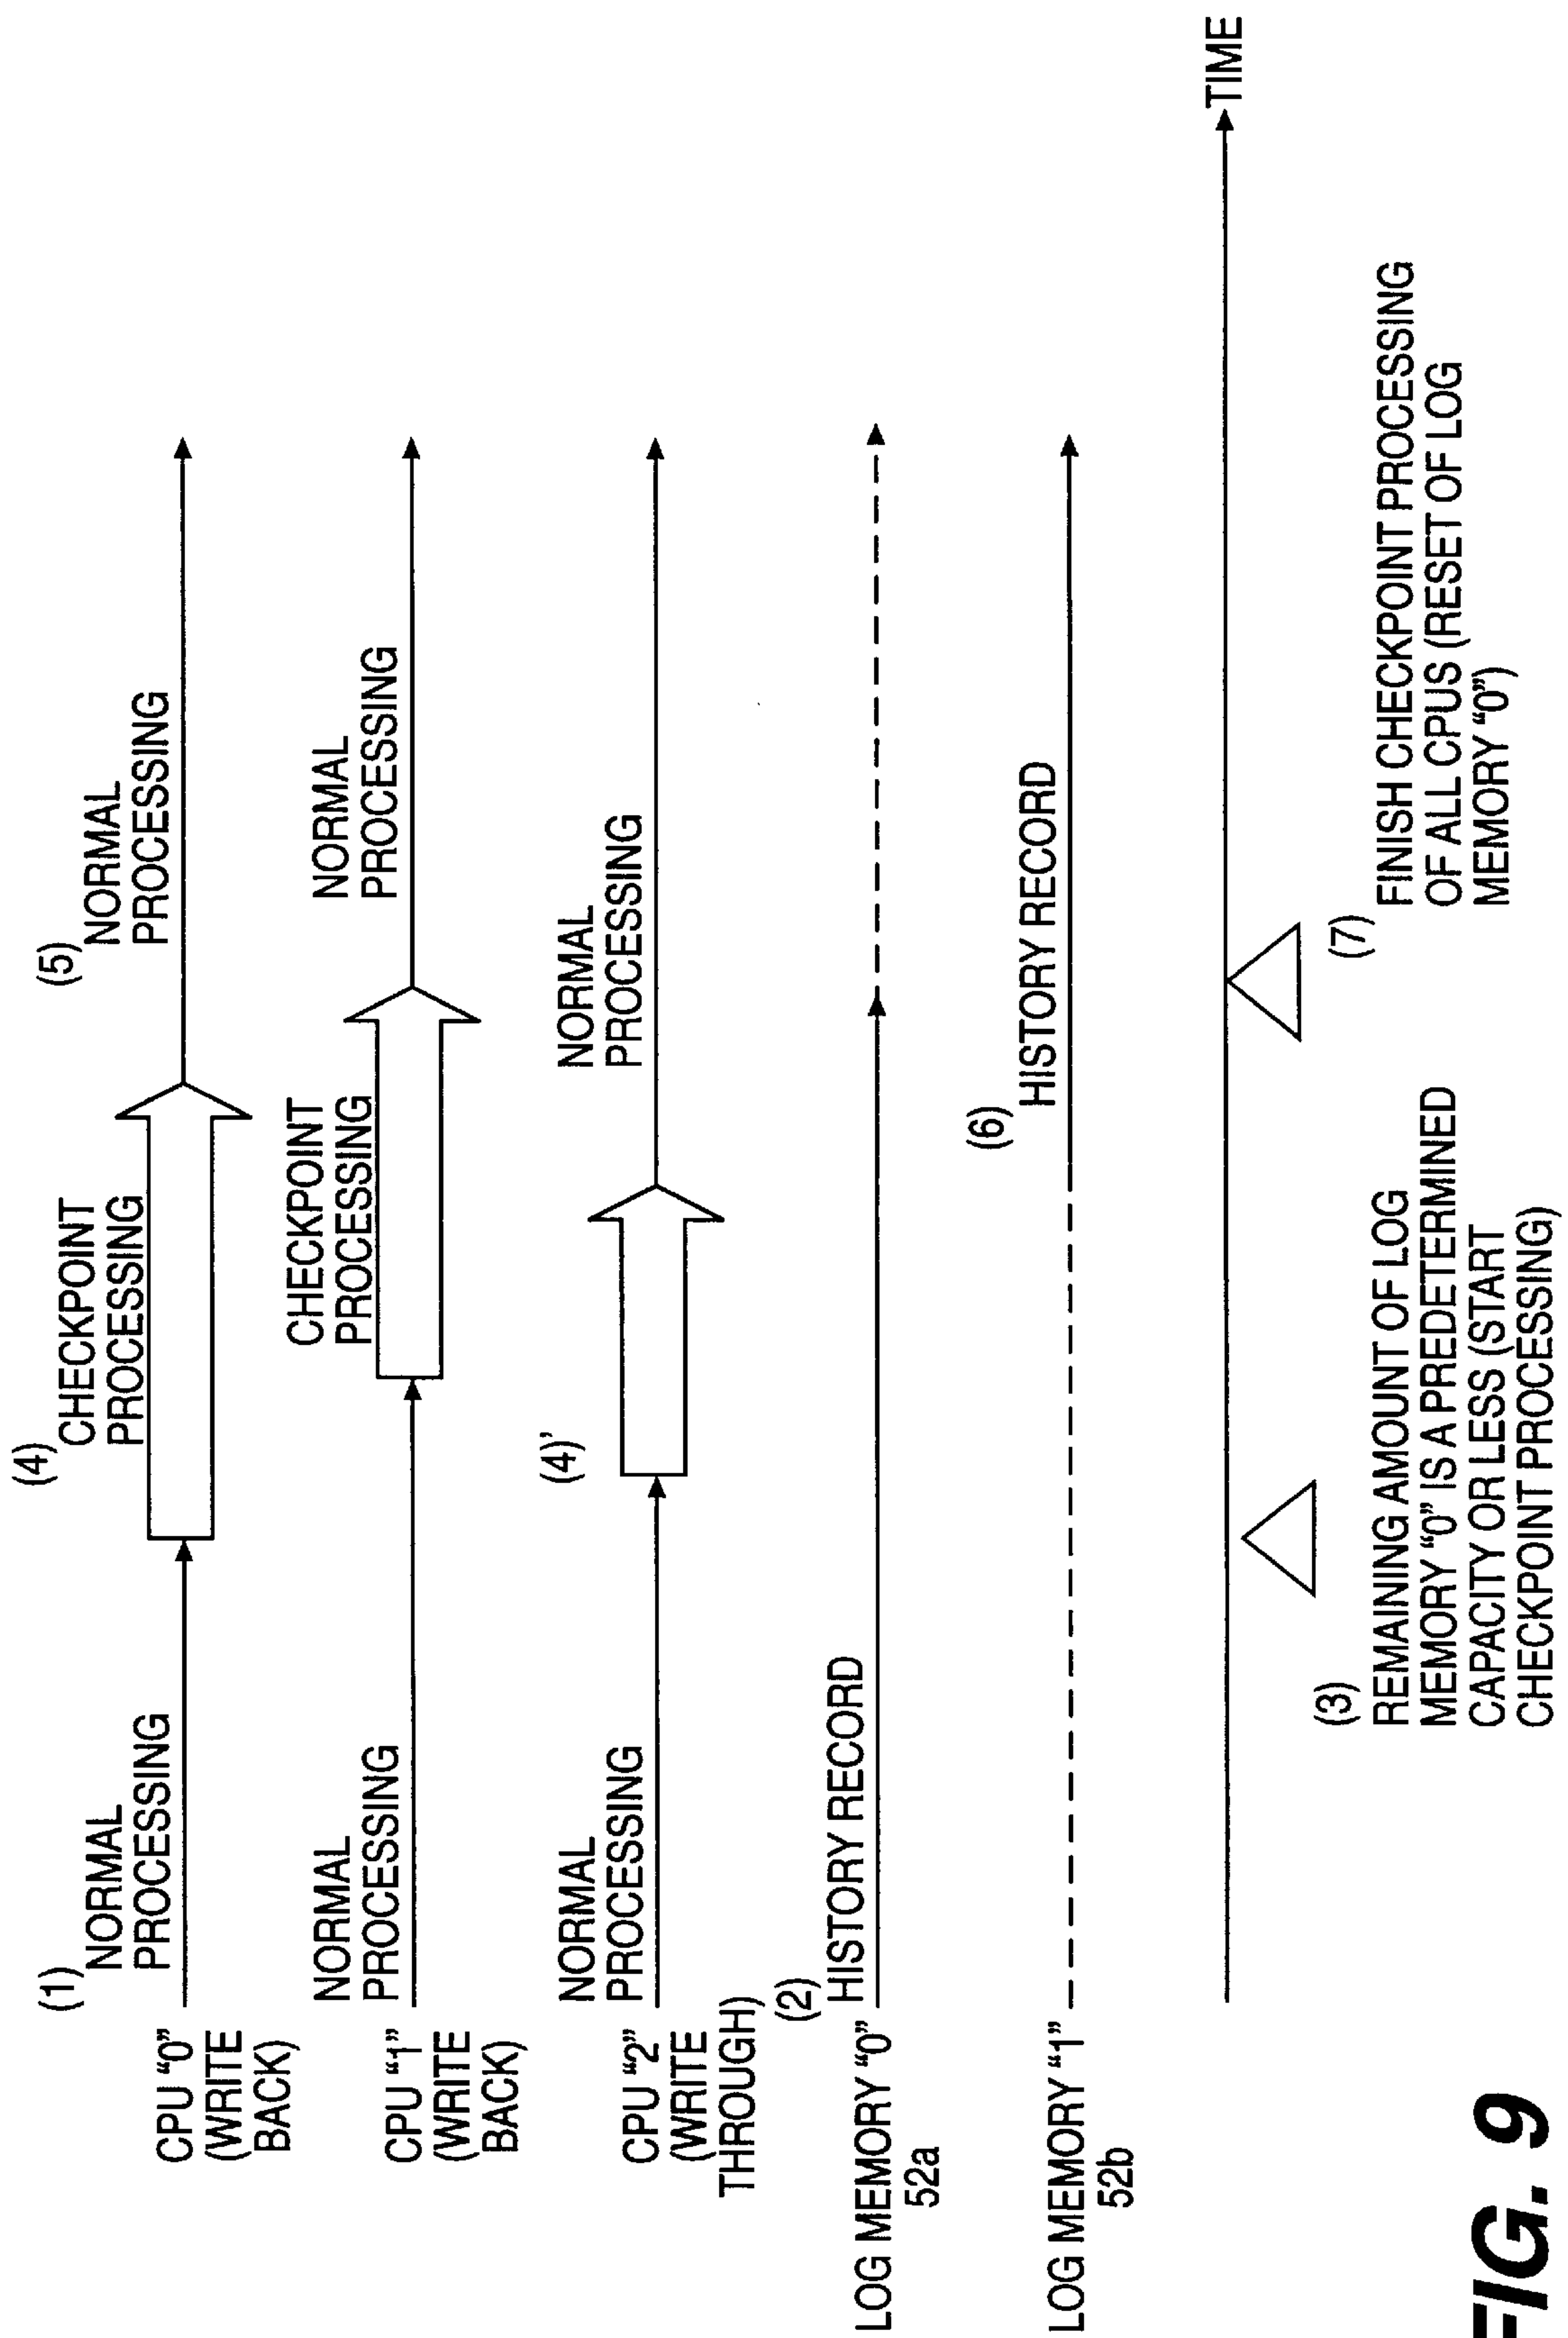 (1)
NORMAL
PROCESSING
(4)
CHECKPOINT
PROCESSING
(5)
NORMAL
PROCESSING
CPU “0”
(WRITE
BACK)
NORMAL
PROCESSING
CHECKPOINT
PROCESSING
NORMAL
PROCESSING
CPU “1”
(WRITE
BACK)
NORMAL
PROCESSING
(4)’
NORMAL
PROCESSING
CPU “2”
(WRITE
THROUGH)
(2)
HISTORY RECORD
LOG MEMORY “0”
52a
(6)
HISTORY RECORD
LOG MEMORY “1”
52b
TIME
(3)
REMAINING AMOUNT OF LOG
MEMORY “0” IS A PREDETERMINED
CAPACITY OR LESS (START
CHECKPOINT PROCESSING)
(7)
FINISH CHECKPOINT PROCESSING
OF ALL CPUS (RESET OF LOG
MEMORY “0”)
FIG. 9